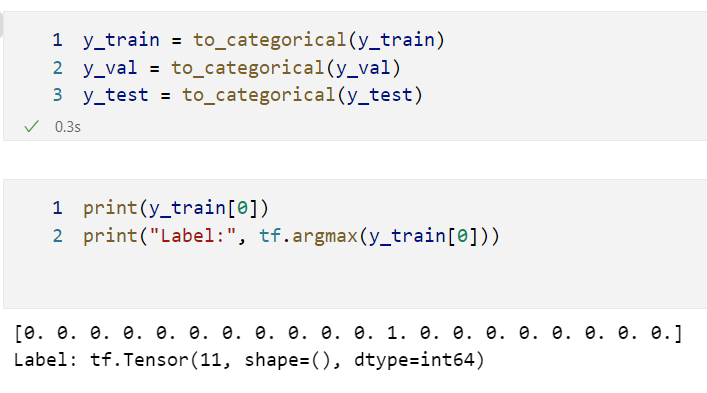 1 y_train = to_categorical(y_train)
2 y_val = to_categorical(y_val)
3 y_test = to_categorical(y_test)
✓ 0.3s
1 print(y_train[0])
2 print("Label:", tf.argmax(y_train[0]))
[0. 0. 0. 0. 0. 0. 0. 0. 0. 0. 0. 1. 0. 0. 0. 0. 0. 0. 0. 0.]
Label: tf.Tensor(11, shape=(), dtype=int64)